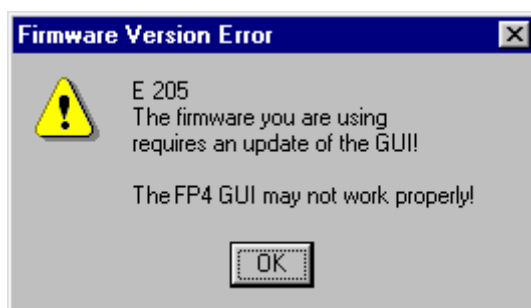 Firmware Version Error
E 205
The firmware you are using
requires an update of the GUI!
The FP4 GUI may not work properly!
OK